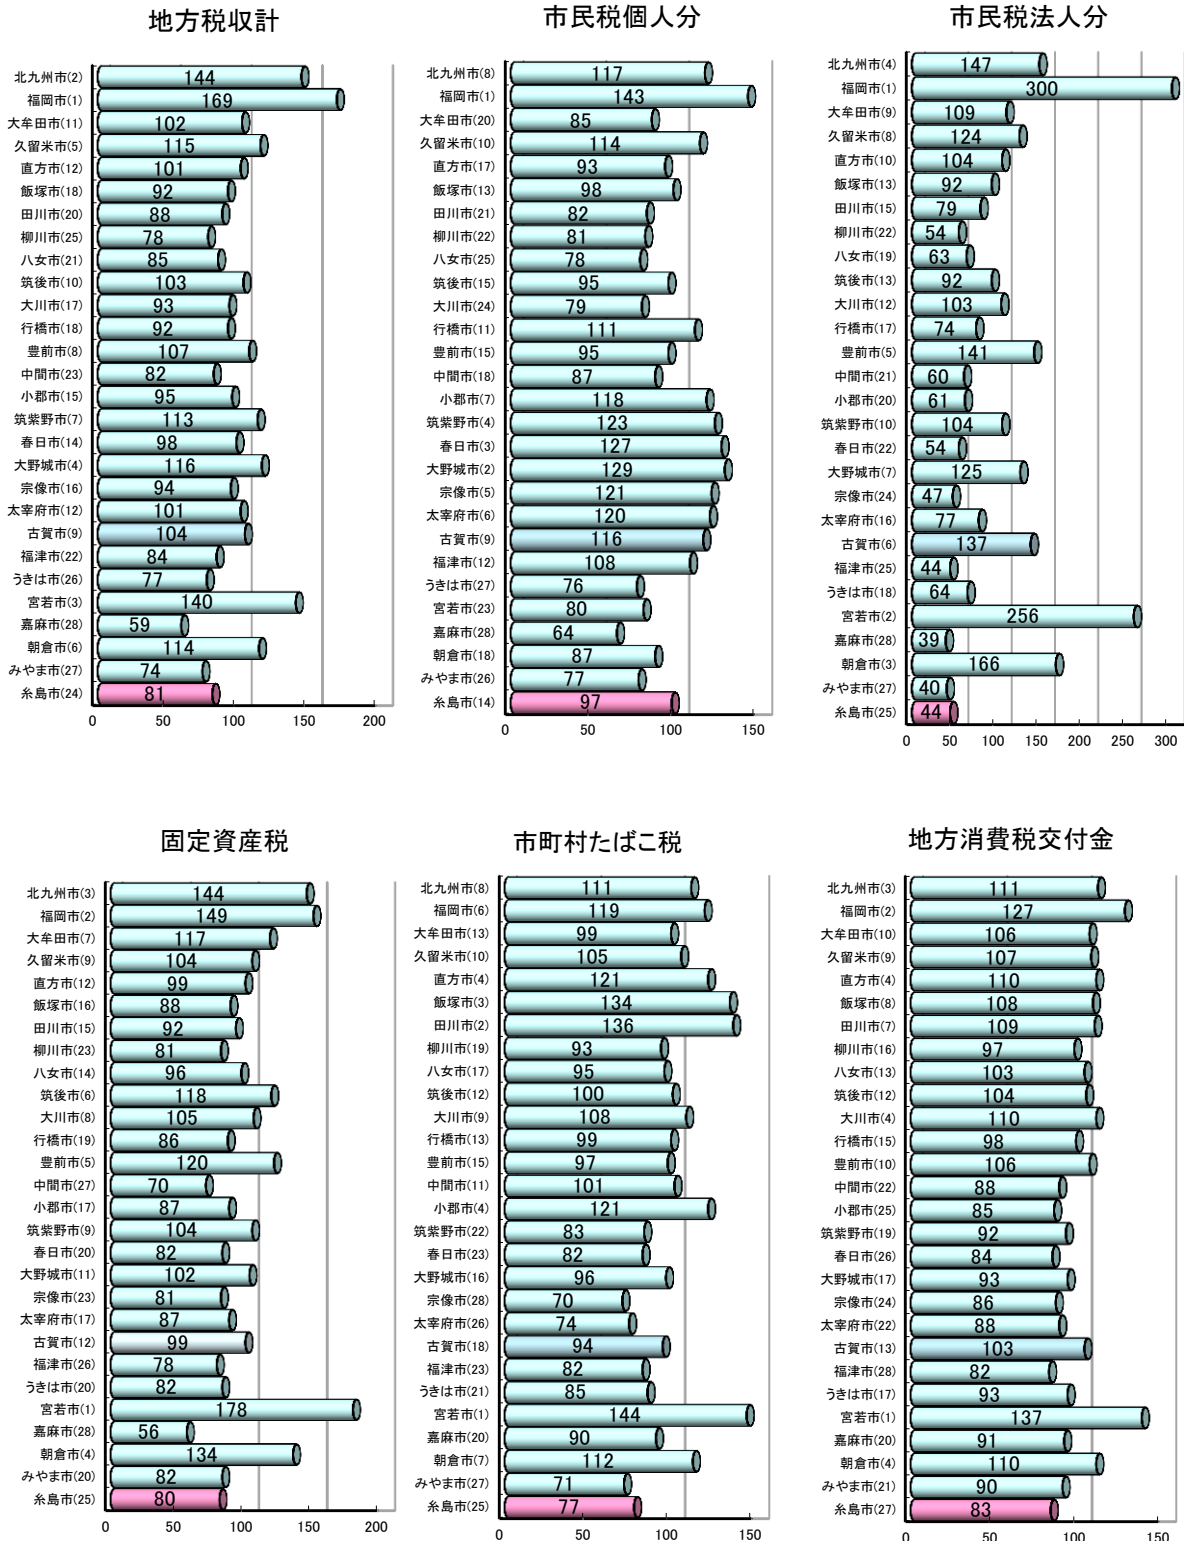 地方税収計
北九州市(2) 144
福岡市(1) 169
大牟田市(11) 102
久留米市(5) 115
直方市(12) 101
飯塚市(18) 92
田川市(20) 88
柳川市(25) 78
八女市(21) 85
筑後市(10) 103
大川市(17) 93
行橋市(18) 92
豊前市(8) 107
中間市(23) 82
小郡市(15) 95
筑紫野市(7) 113
春日市(14) 98
大野城市(4) 116
宗像市(16) 94
太宰府市(12) 101
古賀市(9) 104
福津市(22) 84
うきは市(26) 77
宮若市(3) 140
嘉麻市(28) 59
朝倉市(6) 114
みやま市(27) 74
糸島市(24) 81
0 50 100 150 200
市民税個人分
北九州市(8) 117
福岡市(1) 143
大牟田市(20) 85
久留米市(10) 114
直方市(17) 93
飯塚市(13) 98
田川市(21) 82
柳川市(22) 81
八女市(25) 78
筑後市(15) 95
大川市(24) 79
行橋市(11) 111
豊前市(15) 95
中間市(18) 87
小郡市(7) 118
筑紫野市(4) 123
春日市(3) 127
大野城市(2) 129
宗像市(5) 121
太宰府市(6) 120
古賀市(9) 116
福津市(12) 108
うきは市(27) 76
宮若市(23) 80
嘉麻市(28) 64
朝倉市(18) 87
みやま市(26) 77
糸島市(14) 97
0 50 100 150
市民税法人分
北九州市(4) 147
福岡市(1) 300
大牟田市(9) 109
久留米市(8) 124
直方市(10) 104
飯塚市(13) 92
田川市(15) 79
柳川市(22) 54
八女市(19) 63
筑後市(13) 92
大川市(12) 103
行橋市(17) 74
豊前市(5) 141
中間市(21) 60
小郡市(20) 61
筑紫野市(10) 104
春日市(22) 54
大野城市(7) 125
宗像市(24) 47
太宰府市(16) 77
古賀市(6) 137
福津市(25) 44
うきは市(18) 64
宮若市(2) 256
嘉麻市(28) 39
朝倉市(3) 166
みやま市(27) 40
糸島市(25) 44
0 50 100 150 200 250 300
固定資産税
北九州市(3) 144
福岡市(2) 149
大牟田市(7) 117
久留米市(9) 104
直方市(12) 99
飯塚市(16) 88
田川市(15) 92
柳川市(23) 81
八女市(14) 96
筑後市(6) 118
大川市(8) 105
行橋市(19) 86
豊前市(5) 120
中間市(27) 70
小郡市(17) 87
筑紫野市(9) 104
春日市(20) 82
大野城市(11) 102
宗像市(23) 81
太宰府市(17) 87
古賀市(12) 99
福津市(26) 78
うきは市(20) 82
宮若市(1) 178
嘉麻市(28) 56
朝倉市(4) 134
みやま市(20) 82
糸島市(25) 80
0 50 100 150 200
市町村たばこ税
北九州市(8) 111
福岡市(6) 119
大牟田市(13) 99
久留米市(10) 105
直方市(4) 121
飯塚市(3) 134
田川市(2) 136
柳川市(19) 93
八女市(17) 95
筑後市(12) 100
大川市(9) 108
行橋市(13) 99
豊前市(15) 97
中間市(11) 101
小郡市(4) 121
筑紫野市(22) 83
春日市(23) 82
大野城市(16) 96
宗像市(28) 70
太宰府市(26) 74
古賀市(18) 94
福津市(23) 82
うきは市(21) 85
宮若市(1) 144
嘉麻市(20) 90
朝倉市(7) 112
みやま市(27) 71
糸島市(25) 77
0 50 100 150
地方消費税交付金
北九州市(3) 111
福岡市(2) 127
大牟田市(10) 106
久留米市(9) 107
直方市(4) 110
飯塚市(8) 108
田川市(7) 109
柳川市(16) 97
八女市(13) 103
筑後市(12) 104
大川市(4) 110
行橋市(15) 98
豊前市(10) 106
中間市(22) 88
小郡市(25) 85
筑紫野市(19) 92
春日市(26) 84
大野城市(17) 93
宗像市(24) 86
太宰府市(22) 88
古賀市(13) 103
福津市(28) 82
うきは市(17) 93
宮若市(1) 137
嘉麻市(20) 91
朝倉市(4) 110
みやま市(21) 90
糸島市(27) 83
0 50 100 150